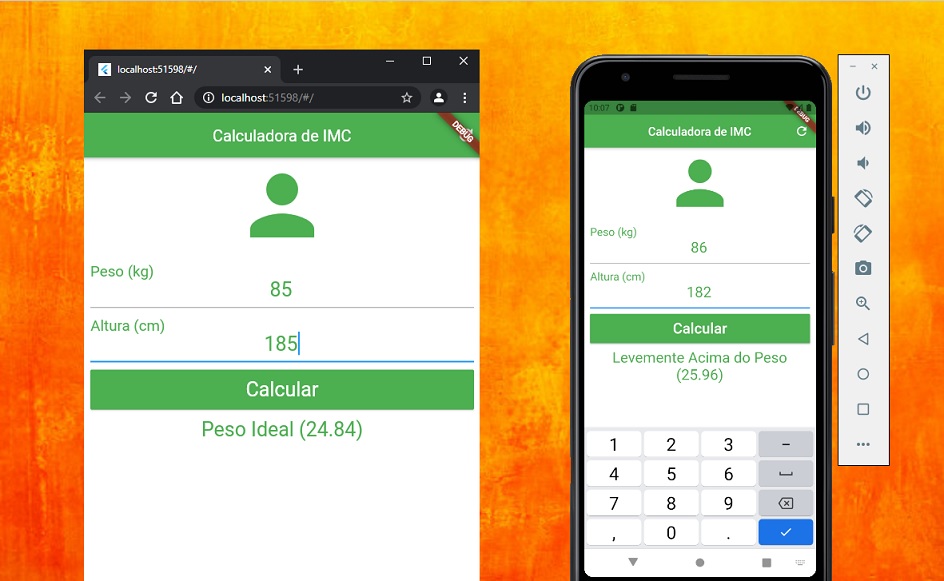 localhost:51598/#/
localhost:51598/#/
Calculadora de IMC
DEBUG
Peso (kg)
85
Altura (cm)
185
Calcular
Peso Ideal (24.84)
10:07
Calculadora de IMC
DEBUG
Peso (kg)
86
Altura (cm)
182
Calcular
Levemente Acima do Peso
(25.96)
1 2 3 -
4 5 6
7 8 9
, 0 .